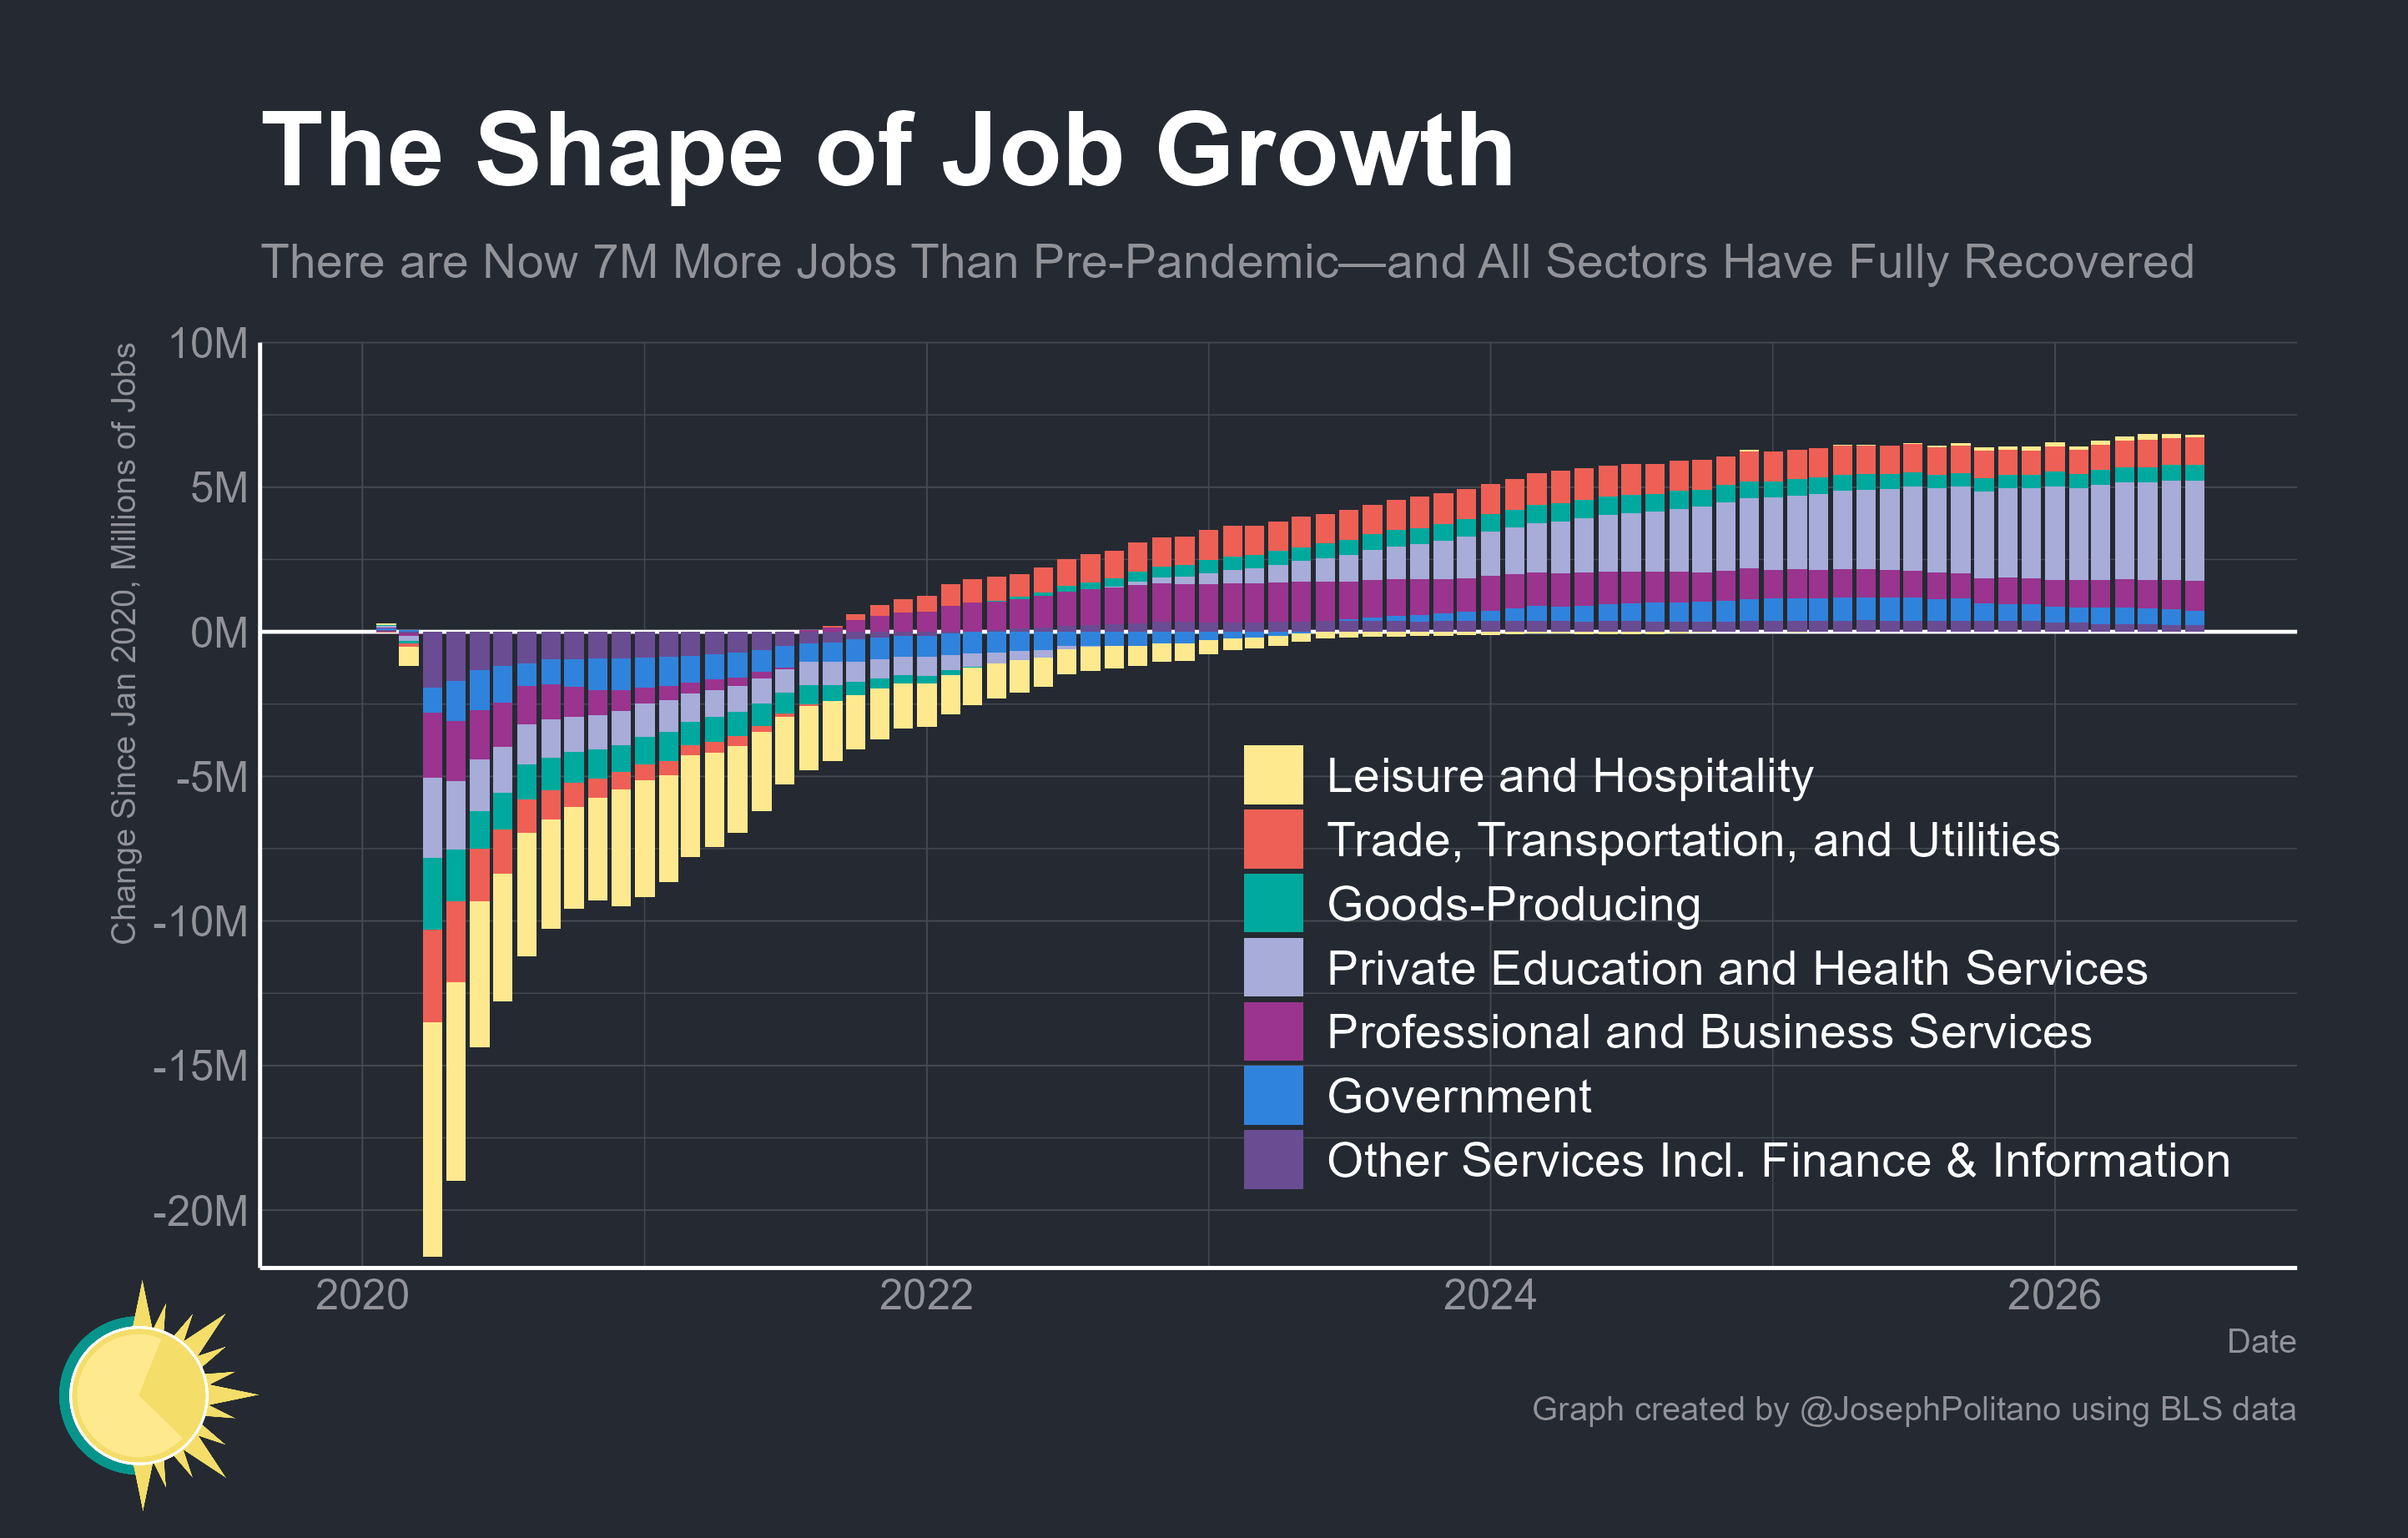 The Shape of Job Growth
There are Now 7M More Jobs Than Pre-Pandemic—and All Sectors Have Fully Recovered
Change Since Jan 2020, Millions of Jobs
10M
5M
0M
-5M
-10M
-15M
-20M
Leisure and Hospitality
Trade, Transportation, and Utilities
Goods-Producing
Private Education and Health Services
Professional and Business Services
Government
Other Services Incl. Finance & Information
2020 2022 2024 2026
Date
Graph created by @JosephPolitano using BLS data